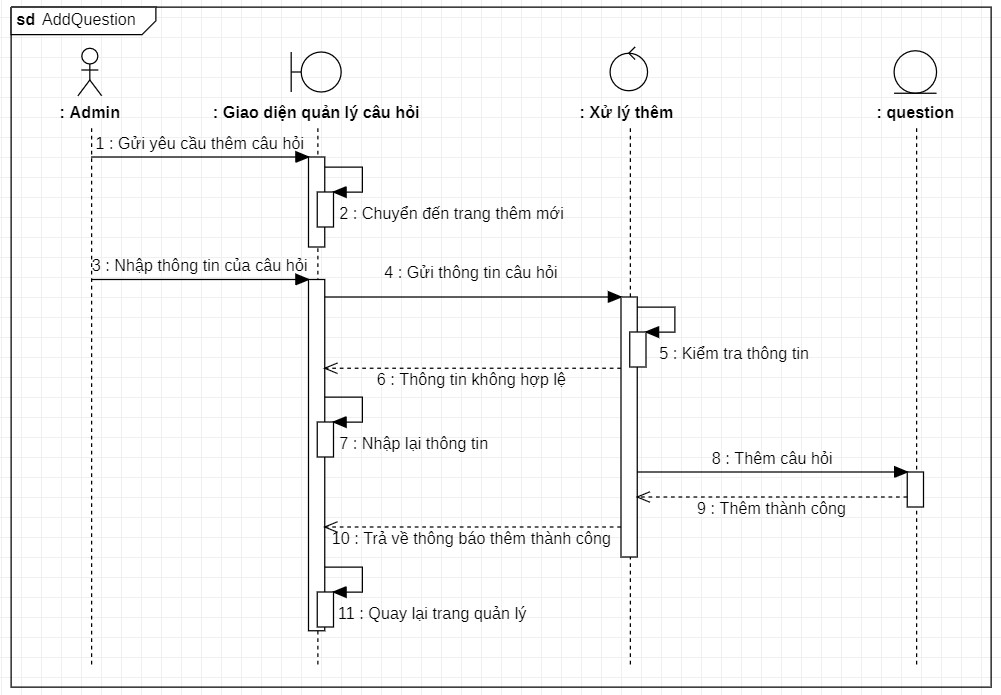 sd AddQuestion
: Admin
: Giao diện quản lý câu hỏi
: Xử lý thêm
: question
1 : Gửi yêu cầu thêm câu hỏi
2 : Chuyển đến trang thêm mới
3 : Nhập thông tin của câu hỏi
4 : Gửi thông tin câu hỏi
5 : Kiểm tra thông tin
6 : Thông tin không hợp lệ
7 : Nhập lại thông tin
8 : Thêm câu hỏi
9 : Thêm thành công
10 : Trả về thông báo thêm thành công
11 : Quay lại trang quản lý